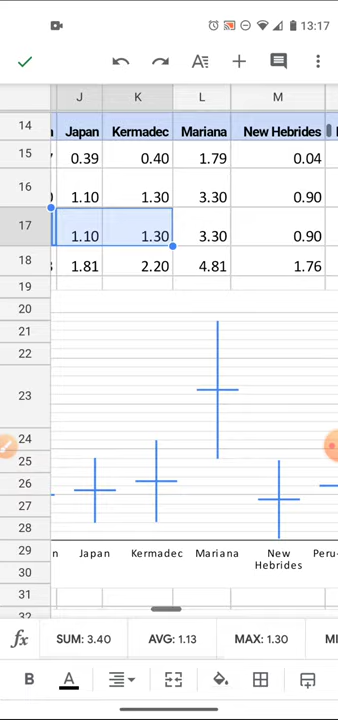 13:17
J K L M
14 Japan Kermadec Mariana New Hebrides
15 0.39 0.40 1.79 0.04
16 1.10 1.30 3.30 0.90
17 1.10 1.30 3.30 0.90
18 1.81 2.20 4.81 1.76
19
20
21
22
23
24
25
26
27
28
29 n Japan Kermadec Mariana New Peru-
30 Hebrides
31
32
fx SUM: 3.40 AVG: 1.13 MAX: 1.30 MI
B A